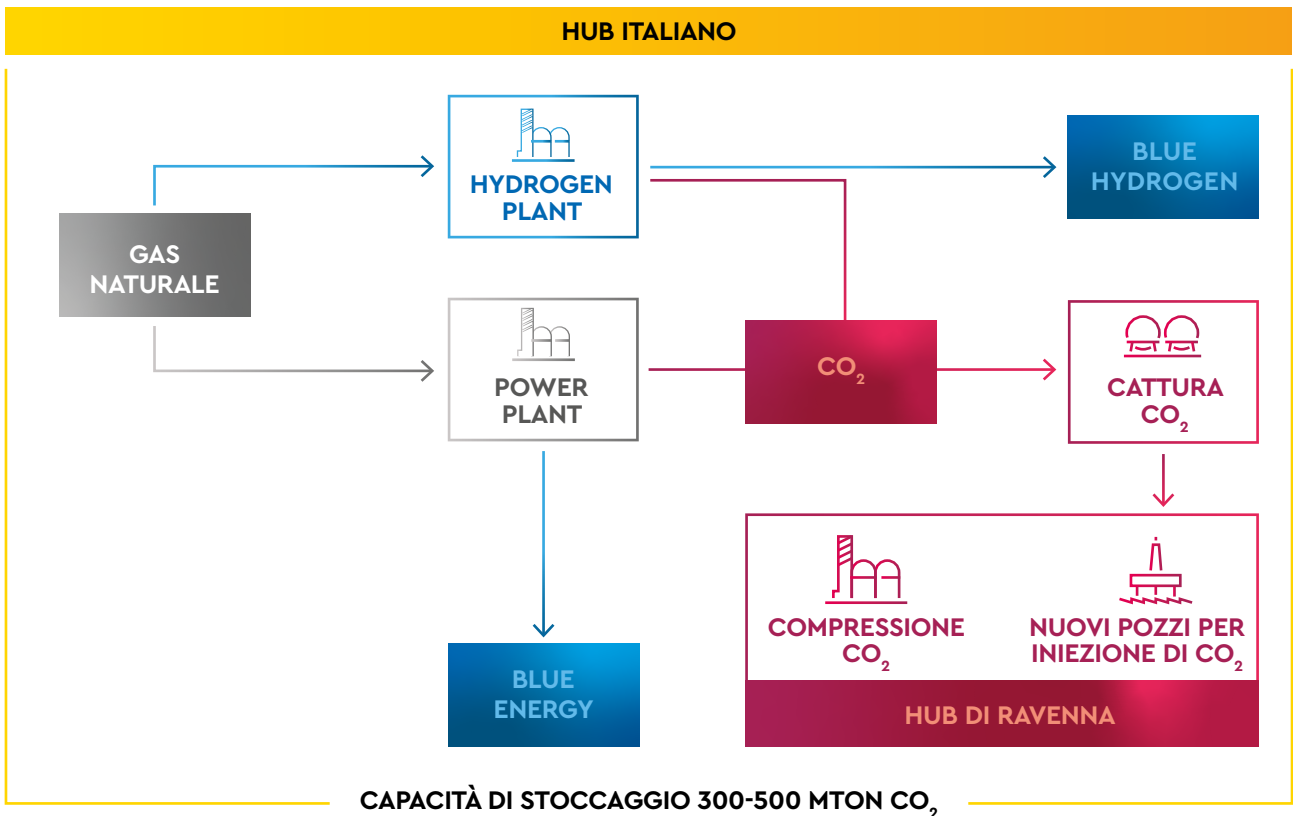 HUB ITALIANO
HYDROGEN
PLANT
BLUE
HYDROGEN
GAS
NATURALE
POWER
PLANT
CO₂
CATTURA
CO₂
COMPRESSIONE
CO₂
NUOVI POZZI PER
INIEZIONE DI CO₂
BLUE
ENERGY
HUB DI RAVENNA
CAPACITÀ DI STOCCAGGIO 300-500 MTON CO₂